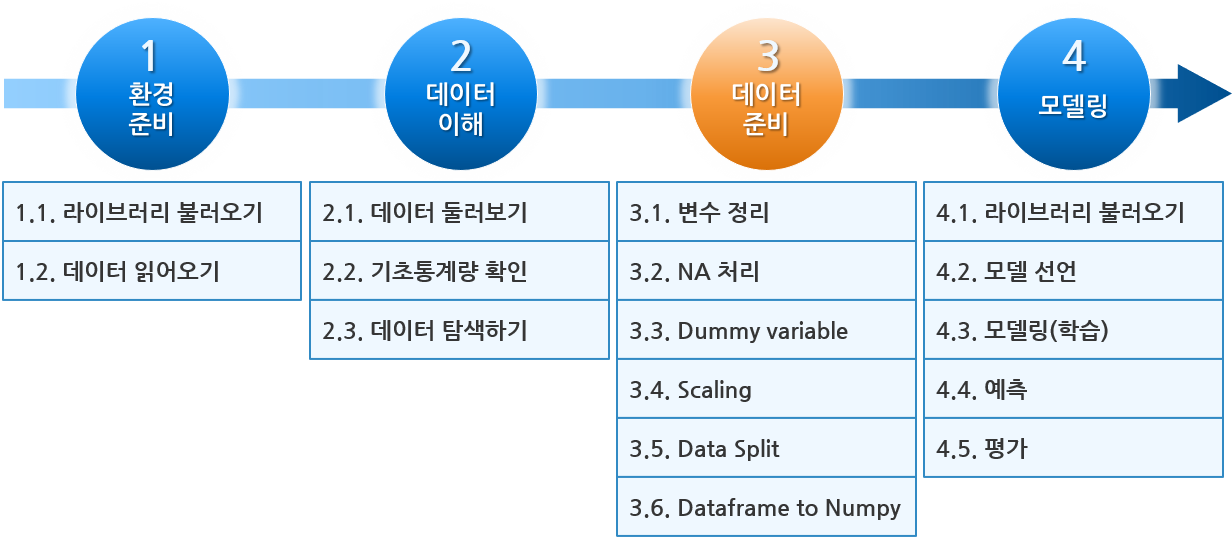 1
환경
준비
2
데이터
이해
3
데이터
준비
4
모델링
1.1. 라이브러리 불러오기
1.2. 데이터 읽어오기
2.1. 데이터 둘러보기
2.2. 기초통계량 확인
2.3. 데이터 탐색하기
3.1. 변수 정리
3.2. NA 처리
3.3. Dummy variable
3.4. Scaling
3.5. Data Split
3.6. Dataframe to Numpy
4.1. 라이브러리 불러오기
4.2. 모델 선언
4.3. 모델링(학습)
4.4. 예측
4.5. 평가